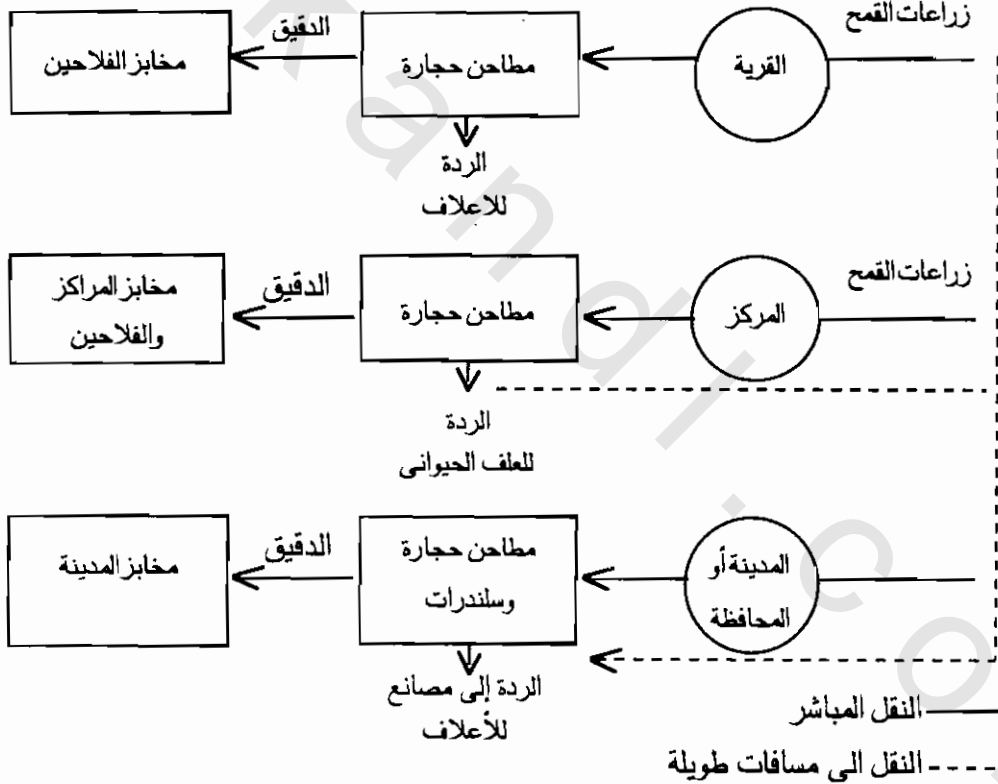 زراعات القمح
القرية
مطاحن حجارة
الدقيق
مخابز الفلاحين
الردة
للاعلاف
زراعات القمح
المركز
مطاحن حجارة
الدقيق
مخابز المراكز
والفلاحين
الردة
للعلف الحيوانى
المدينة أو
المحافظة
مطاحن حجارة
وسلندرات
الدقيق
مخابز المدينة
الردة إلى مصانع
للأعلاف
النقل المباشر
النقل الى مسافات طويلة